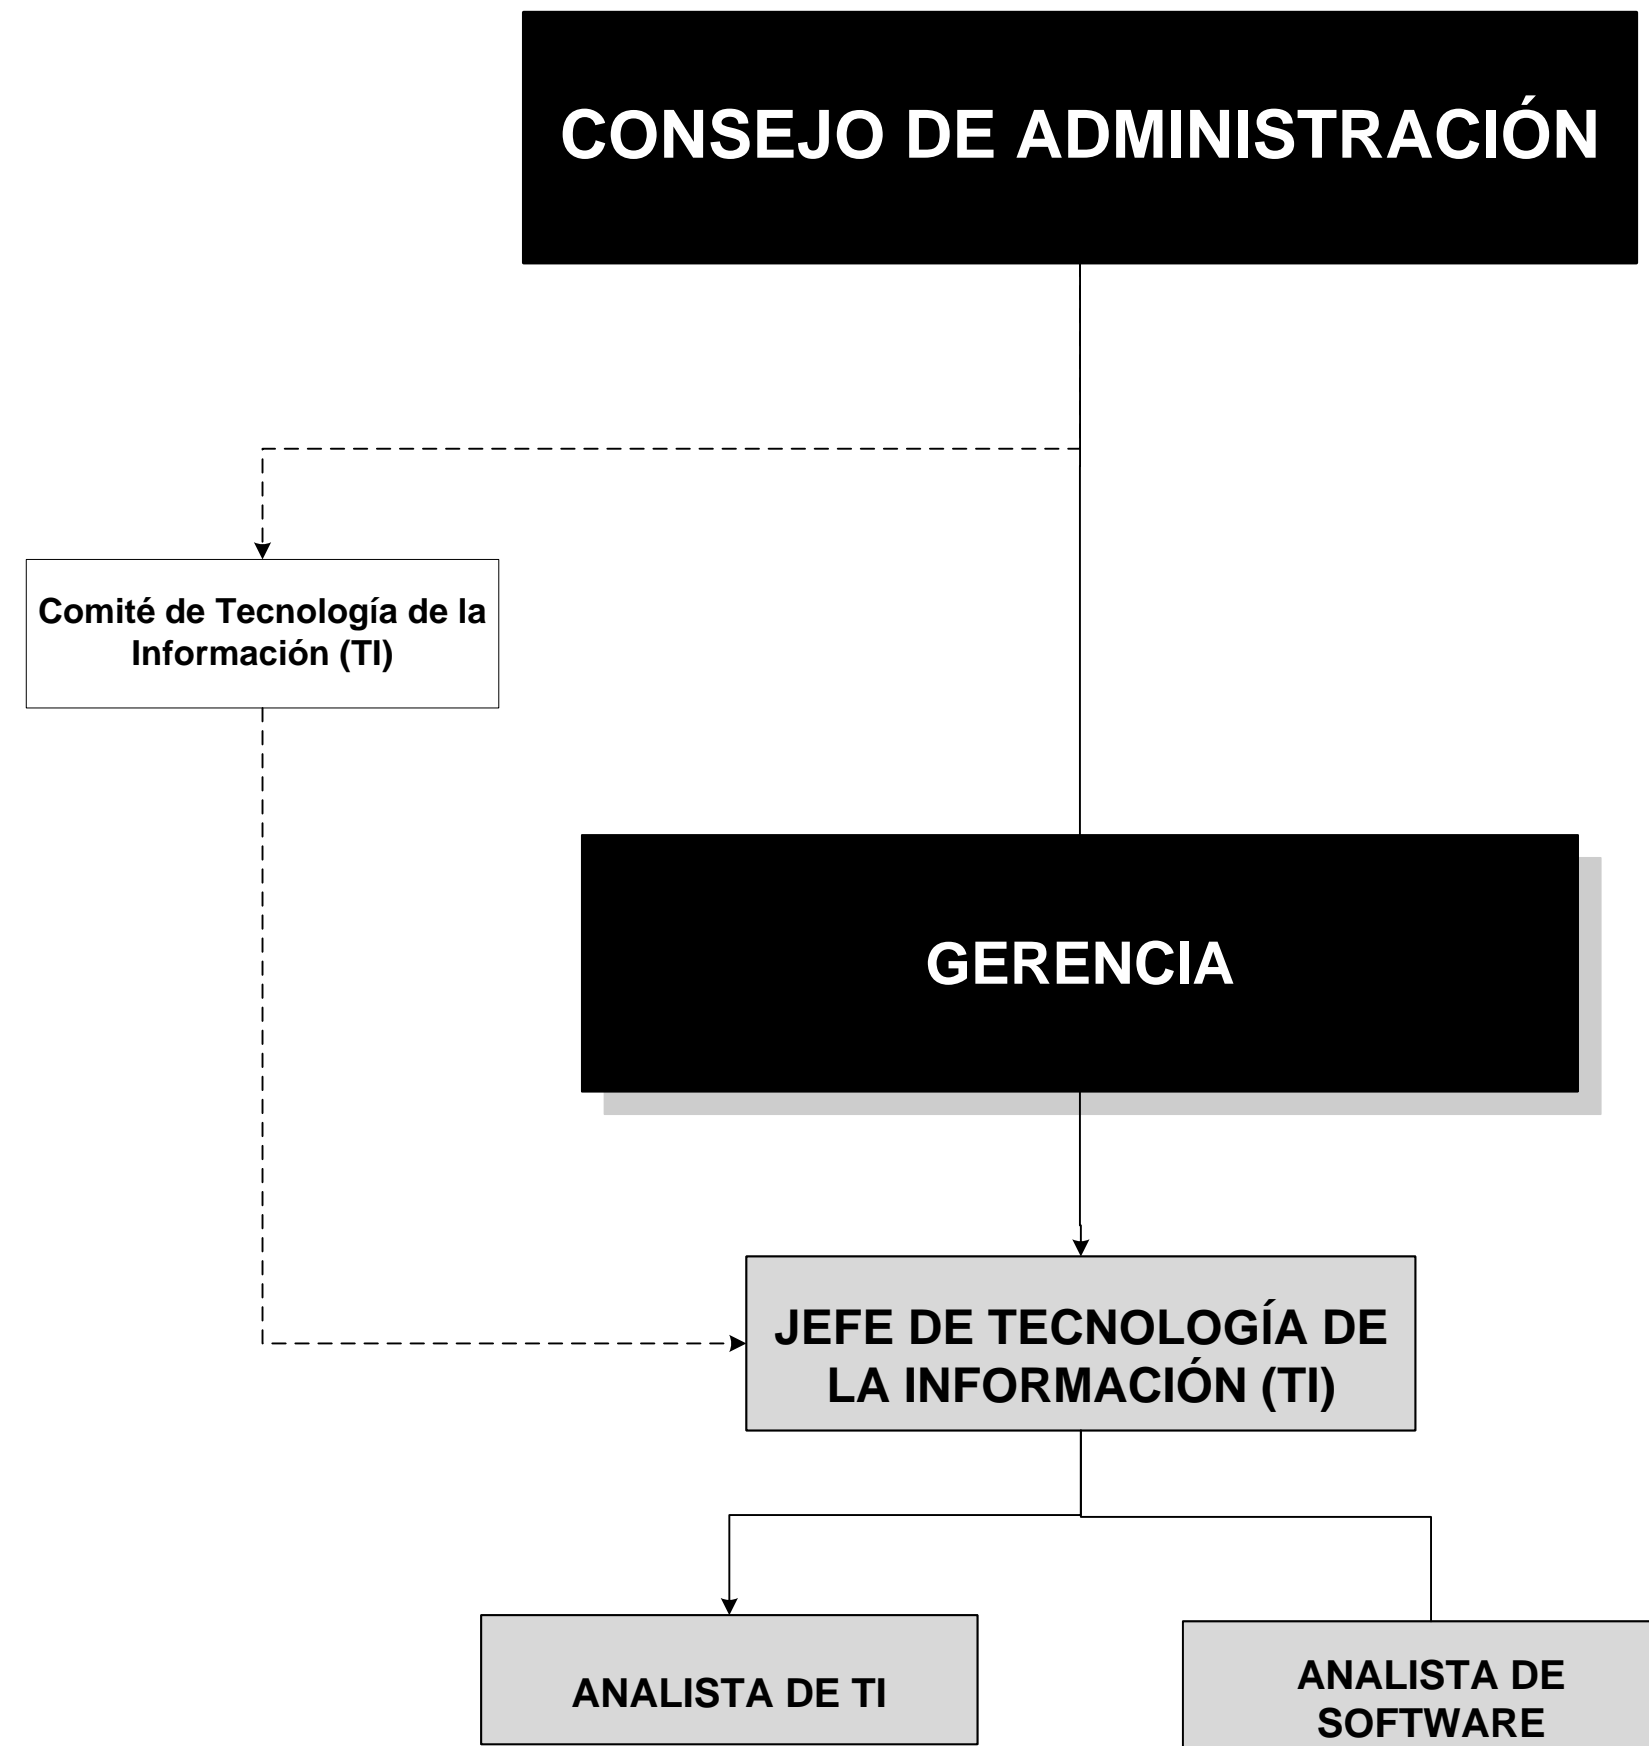 CONSEJO DE ADMINISTRACIÓN
Comité de Tecnología de la
Información (TI)
GERENCIA
JEFE DE TECNOLOGÍA DE
LA INFORMACIÓN (TI)
ANALISTA DE TI
ANALISTA DE
SOFTWARE